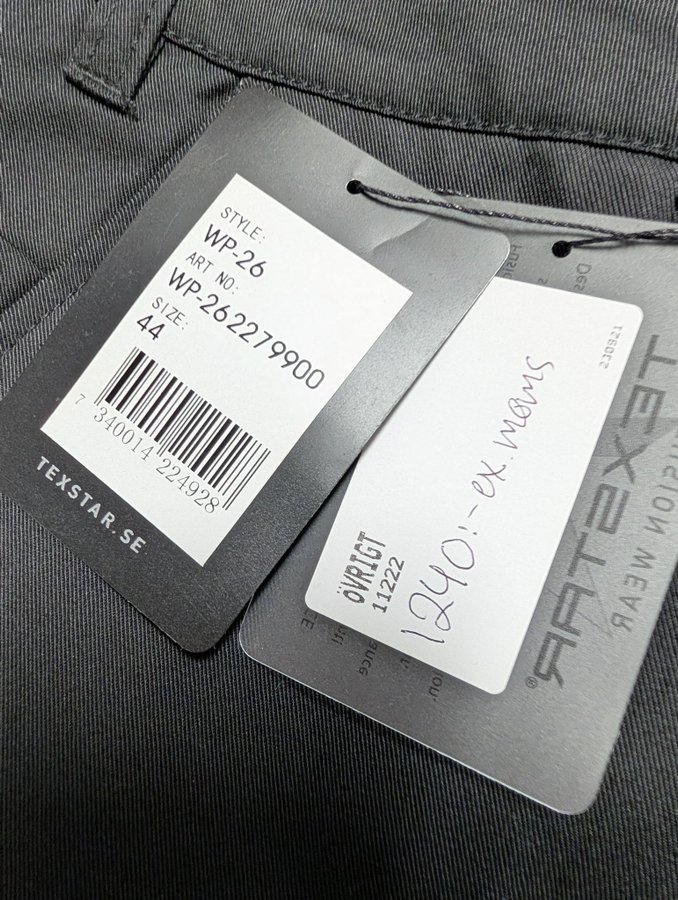 STYLE:
WP-26
ART NO:
WP-262279900
SIZE:
44
7 340014 224928
TEXSTAR.SE
230921
ÖVRIGT
11222
1240:- ex. moms
TEXSTAR®
FUSION WEAR